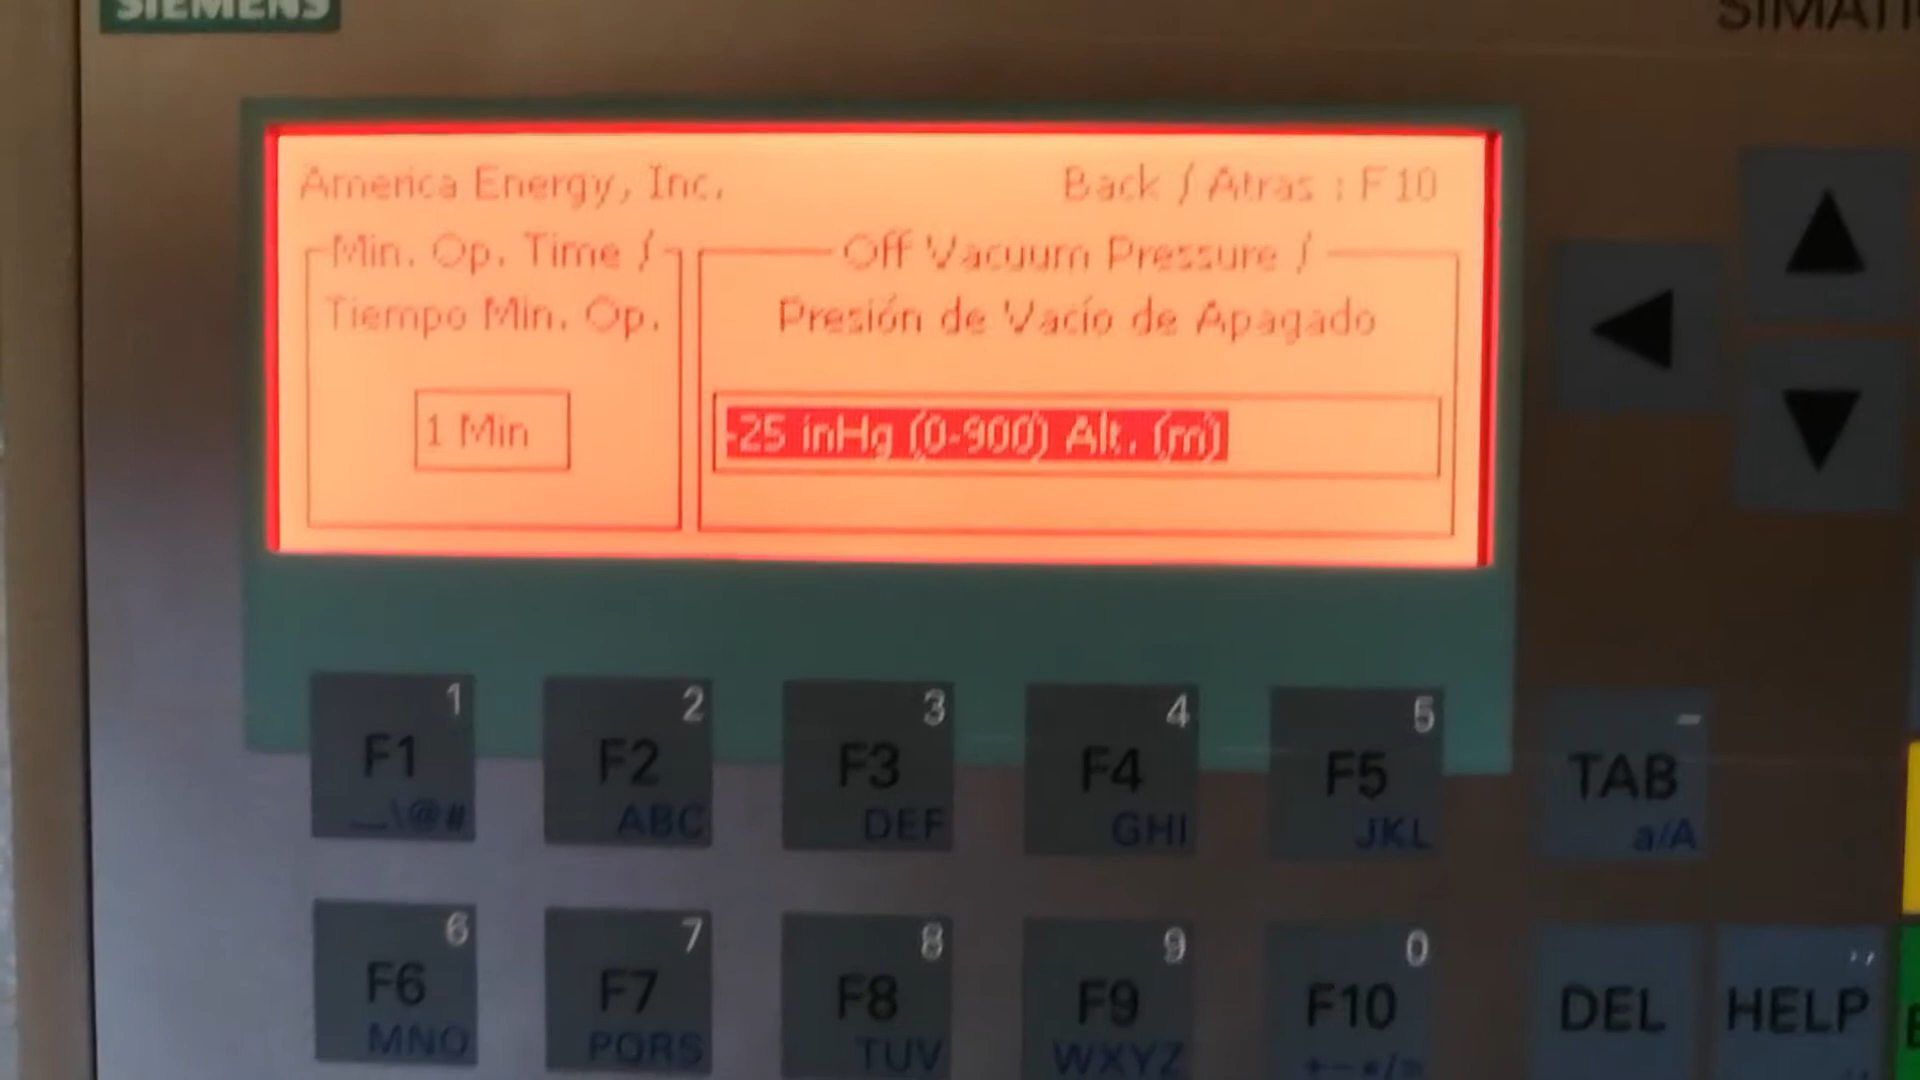 SIEMENS
SIMATIC
America Energy, Inc.
Back / Atras : F10
Min. Op. Time /
Tiempo Min. Op.
1 Min
Off Vacuum Pressure /
Presión de Vacío de Apagado
-25 inHg (0-900) Alt. (m)
1
F1
_\@#
2
F2
ABC
3
F3
DEF
4
F4
GHI
5
F5
JKL
–
TAB
a/A
6
F6
MNO
7
F7
PQRS
8
F8
TUV
9
F9
WXYZ
0
F10
+-*/=
DEL
HELP